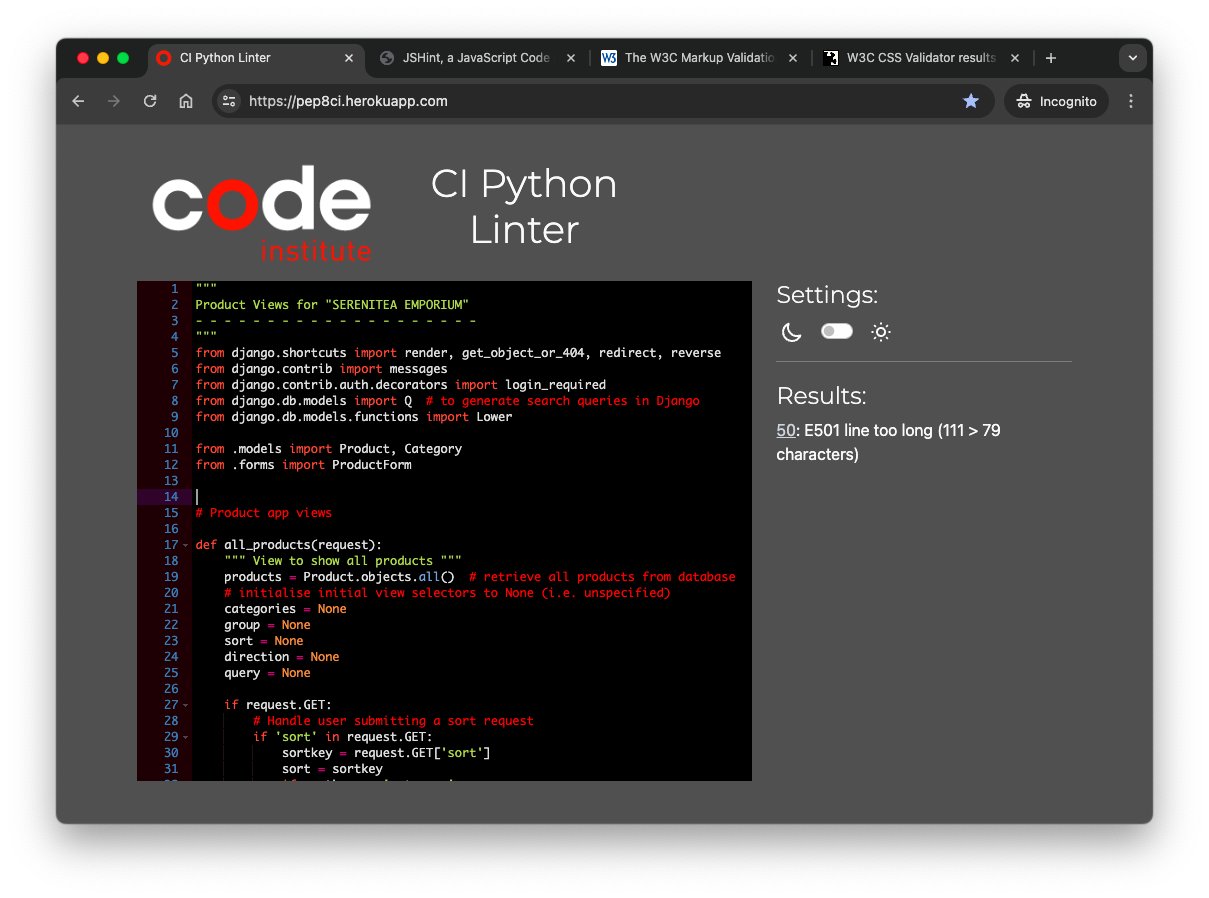 CI Python Linter
JSHint, a JavaScript Code
The W3C Markup Validatio
W3C CSS Validator results
https://pep8ci.herokuapp.com
Incognito
code
institute
CI Python
Linter
1 """
2 Product Views for "SERENITEA EMPORIUM"
3 - - - - - - - - - - - - - - - - - - - -
4 """
5 from django.shortcuts import render, get_object_or_404, redirect, reverse
6 from django.contrib import messages
7 from django.contrib.auth.decorators import login_required
8 from django.db.models import Q  # to generate search queries in Django
9 from django.db.models.functions import Lower
10
11 from .models import Product, Category
12 from .forms import ProductForm
13
14
15 # Product app views
16
17 def all_products(request):
18     """ View to show all products """
19     products = Product.objects.all()  # retrieve all products from database
20     # initialise initial view selectors to None (i.e. unspecified)
21     categories = None
22     group = None
23     sort = None
24     direction = None
25     query = None
26
27     if request.GET:
28         # Handle user submitting a sort request
29         if 'sort' in request.GET:
30             sortkey = request.GET['sort']
31             sort = sortkey
Settings:
Results:
50: E501 line too long (111 > 79
characters)